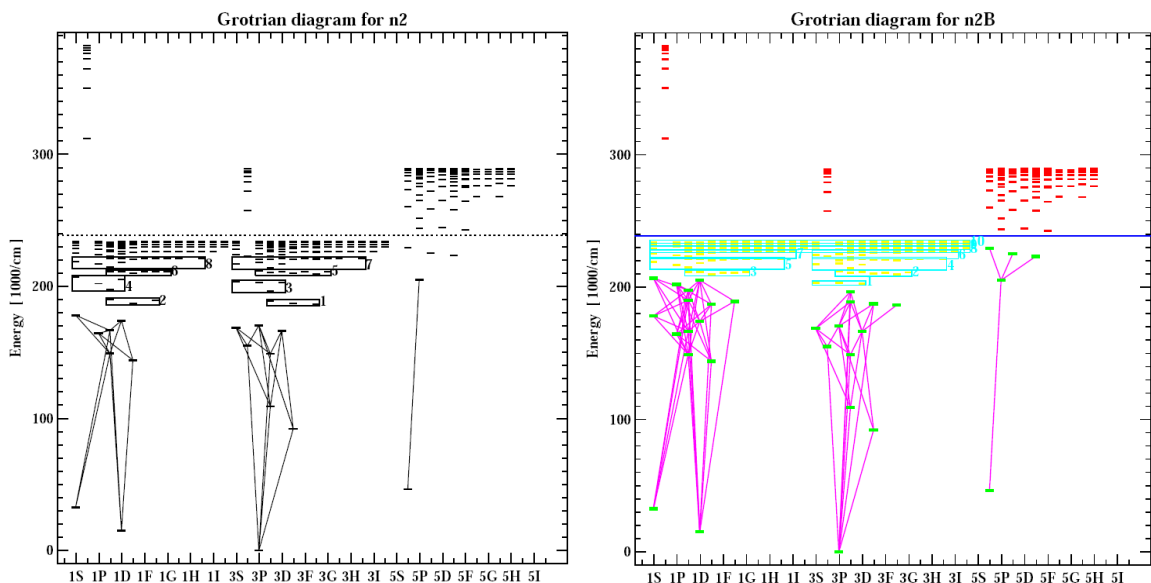 Grotrian diagram for n2
Energy [ 1000/cm ]
300
200
100
0
8
6
4
2
7
5
3
1
1S 1P 1D 1F 1G 1H 1I 3S 3P 3D 3F 3G 3H 3I 5S 5P 5D 5F 5G 5H 5I
Grotrian diagram for n2B
Energy [ 1000/cm ]
300
200
100
0
1S 1P 1D 1F 1G 1H 1I 3S 3P 3D 3F 3G 3H 3I 5S 5P 5D 5F 5G 5H 5I